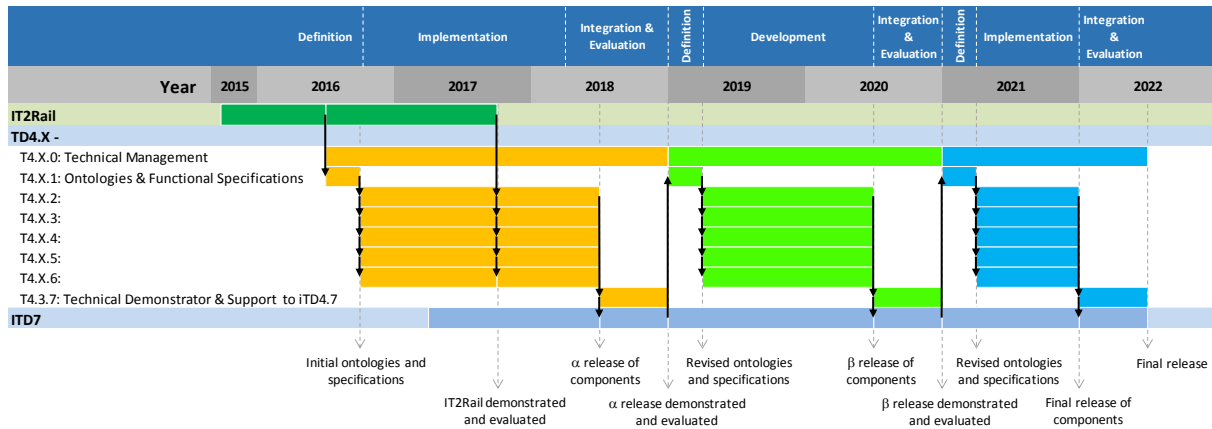 Definition
Implementation
Integration &
Evaluation
Definition
Development
Integration
&
Evaluation
Definition
Implementation
Integration
&
Evaluation
Year 2015 2016 2017 2018 2019 2020 2021 2022
IT2Rail
TD4.X -
T4.X.0: Technical Management
T4.X.1: Ontologies & Functional Specifications
T4.X.2:
T4.X.3:
T4.X.4:
T4.X.5:
T4.X.6:
T4.3.7: Technical Demonstrator & Support to iTD4.7
ITD7
Initial ontologies and
specifications
α release of
components
Revised ontologies
and specifications
β release of
components
Revised ontologies
and specifications
Final release
IT2Rail demonstrated
and evaluated
α release demonstrated
and evaluated
β release demonstrated
and evaluated
Final release of
components